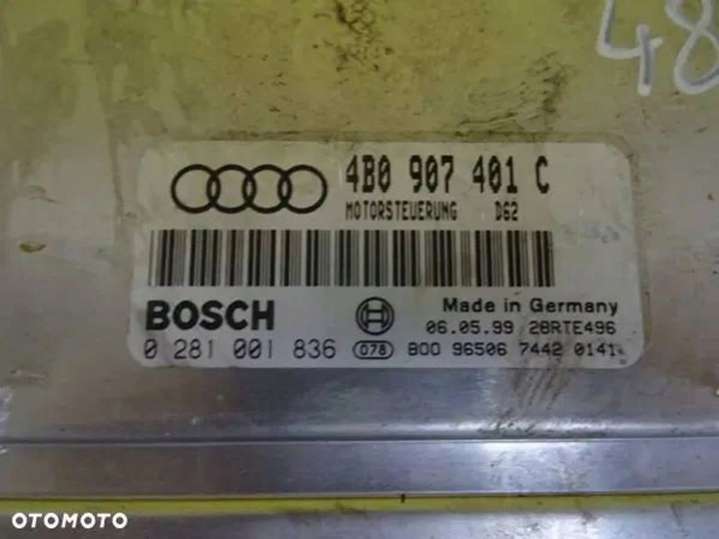 48
4B0 907 401 C
MOTORSTEUERUNG D62
BOSCH
Made in Germany
06.05.99 28RTE496
0 281 001 836 078 B00 96506 7442 0141
OTOMOTO